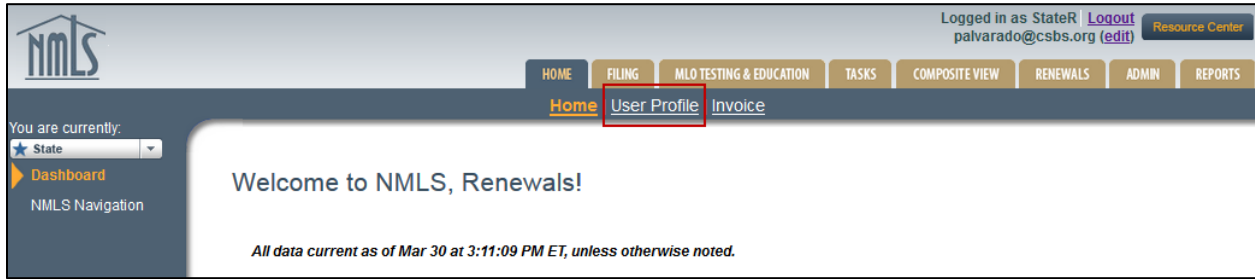 NMLS
Logged in as StateR Logout
palvarado@csbs.org (edit)
Resource Center
HOME FILING MLO TESTING & EDUCATION TASKS COMPOSITE VIEW RENEWALS ADMIN REPORTS
Home User Profile Invoice
You are currently:
State
Dashboard
NMLS Navigation
Welcome to NMLS, Renewals!
All data current as of Mar 30 at 3:11:09 PM ET, unless otherwise noted.